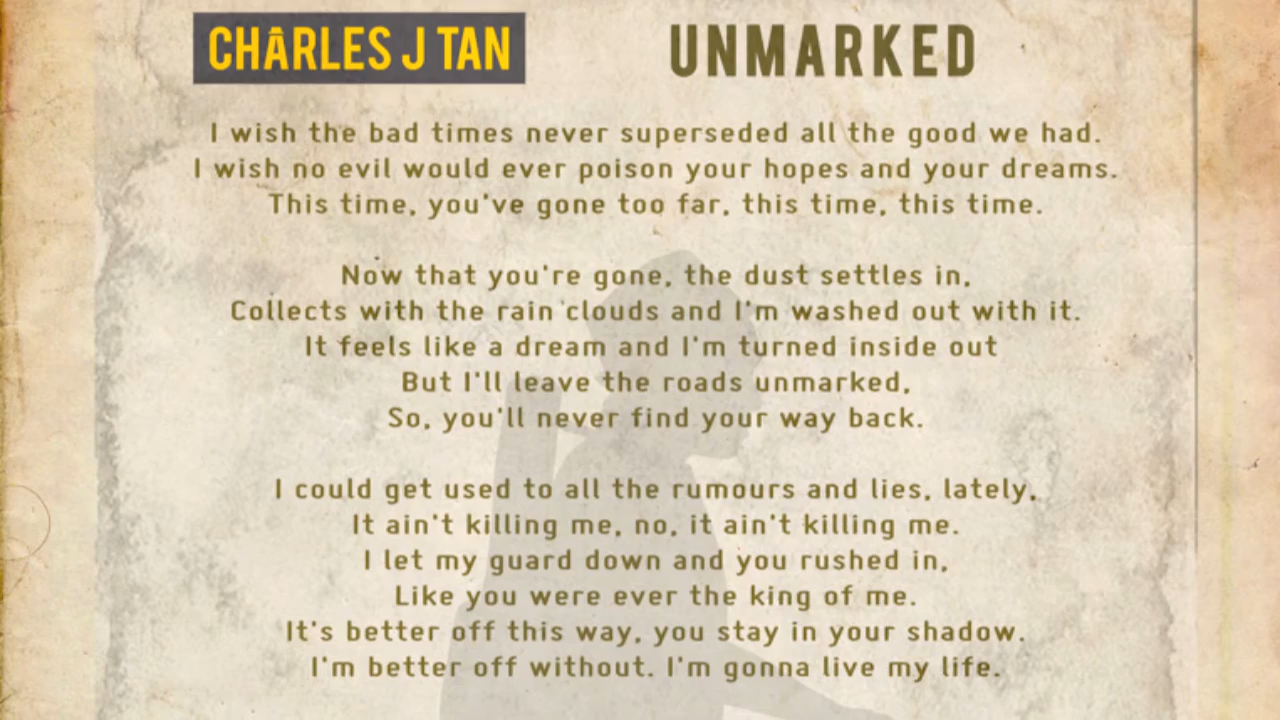 CHARLES J TAN UNMARKED
I wish the bad times never superseded all the good we had.
I wish no evil would ever poison your hopes and your dreams.
This time, you've gone too far, this time, this time.
Now that you're gone, the dust settles in,
Collects with the rain clouds and I'm washed out with it.
It feels like a dream and I'm turned inside out
But I'll leave the roads unmarked,
So, you'll never find your way back.
I could get used to all the rumours and lies, lately,
It ain't killing me, no, it ain't killing me.
I let my guard down and you rushed in,
Like you were ever the king of me.
It's better off this way, you stay in your shadow.
I'm better off without. I'm gonna live my life.